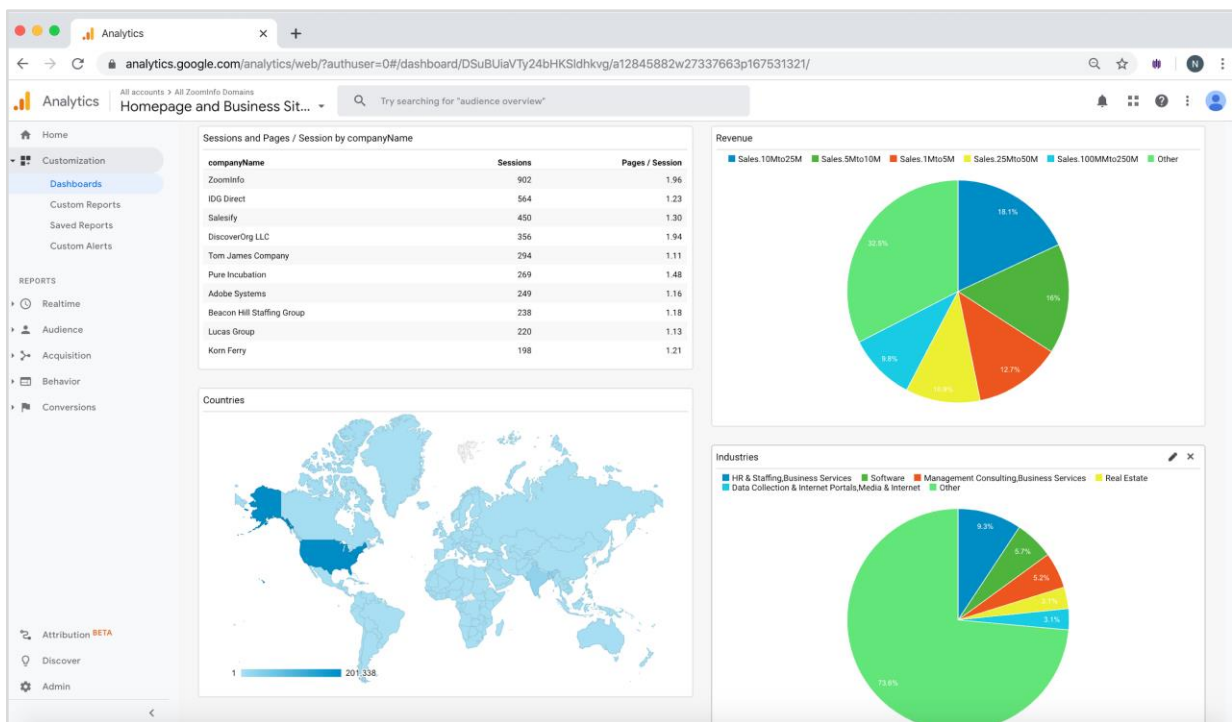 Analytics
analytics.google.com/analytics/web/?authuser=0#/dashboard/DSuBUiaVTy24bHKSldhkvg/a12845882w27337663p167531321/
N
Analytics
All accounts > All ZoomInfo Domains
Homepage and Business Sit...
Try searching for "audience overview"
Home
Customization
Dashboards
Custom Reports
Saved Reports
Custom Alerts
REPORTS
Realtime
Audience
Acquisition
Behavior
Conversions
Attribution BETA
Discover
Admin
Sessions and Pages / Session by companyName
companyName Sessions Pages / Session
ZoomInfo 902 1.96
IDG Direct 564 1.23
Salesify 450 1.30
DiscoverOrg LLC 356 1.94
Tom James Company 294 1.11
Pure Incubation 269 1.48
Adobe Systems 249 1.16
Beacon Hill Staffing Group 238 1.18
Lucas Group 220 1.13
Korn Ferry 198 1.21
Countries
1 201,338
Revenue
Sales.10Mto25M Sales.5Mto10M Sales.1Mto5M Sales.25Mto50M Sales.100MMto250M Other
18.1%
16%
12.7%
9.8%
Industries
HR & Staffing,Business Services Software Management Consulting,Business Services Real Estate
Data Collection & Internet Portals,Media & Internet Other
9.3%
5.7%
5.2%
3.1%
73.6%